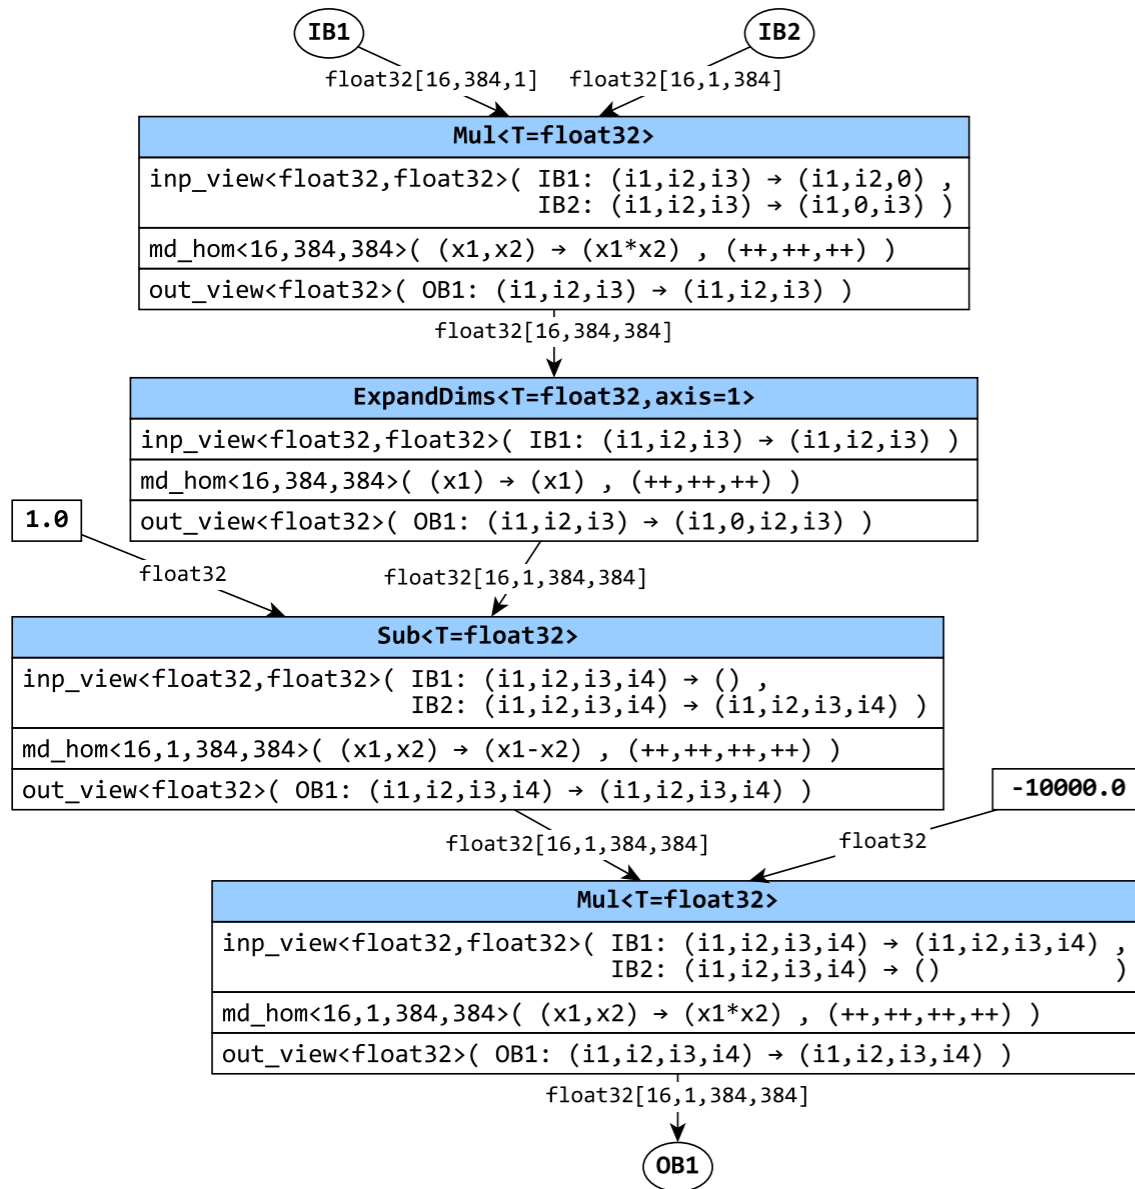 IB1
IB2
float32[16,384,1]
float32[16,1,384]
Mul<T=float32>
inp_view<float32,float32>( IB1: (i1,i2,i3) → (i1,i2,0) ,
IB2: (i1,i2,i3) → (i1,0,i3) )
md_hom<16,384,384>( (x1,x2) → (x1*x2) , (++,++,++) )
out_view<float32>( OB1: (i1,i2,i3) → (i1,i2,i3) )
float32[16,384,384]
ExpandDims<T=float32,axis=1>
inp_view<float32,float32>( IB1: (i1,i2,i3) → (i1,i2,i3) )
md_hom<16,384,384>( (x1) → (x1) , (++,++,++) )
out_view<float32>( OB1: (i1,i2,i3) → (i1,0,i2,i3) )
1.0
float32
float32[16,1,384,384]
Sub<T=float32>
inp_view<float32,float32>( IB1: (i1,i2,i3,i4) → () ,
IB2: (i1,i2,i3,i4) → (i1,i2,i3,i4) )
md_hom<16,1,384,384>( (x1,x2) → (x1-x2) , (++,++,++,++) )
out_view<float32>( OB1: (i1,i2,i3,i4) → (i1,i2,i3,i4) )
-10000.0
float32[16,1,384,384]
float32
Mul<T=float32>
inp_view<float32,float32>( IB1: (i1,i2,i3,i4) → (i1,i2,i3,i4) ,
IB2: (i1,i2,i3,i4) → () )
md_hom<16,1,384,384>( (x1,x2) → (x1*x2) , (++,++,++,++) )
out_view<float32>( OB1: (i1,i2,i3,i4) → (i1,i2,i3,i4) )
float32[16,1,384,384]
OB1